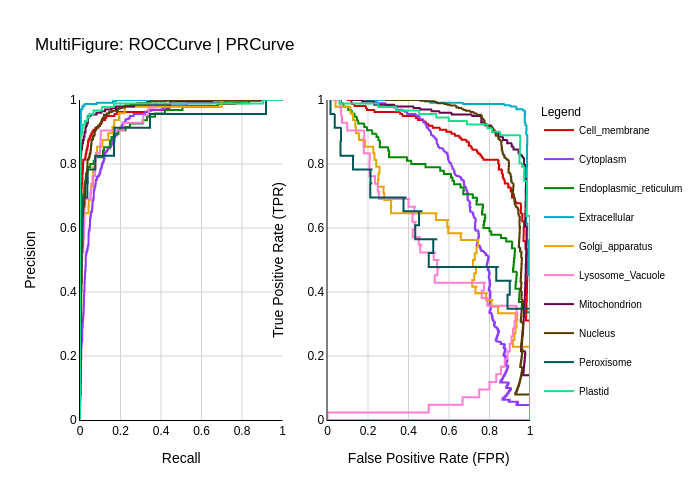 MultiFigure: ROCCurve | PRCurve
Precision
1
0.8
0.6
0.4
0.2
0
0
0.2
0.4
0.6
0.8
1
Recall
True Positive Rate (TPR)
1
0.8
0.6
0.4
0.2
0
0
0.2
0.4
0.6
0.8
1
False Positive Rate (FPR)
Legend
Cell_membrane
Cytoplasm
Endoplasmic_reticulum
Extracellular
Golgi_apparatus
Lysosome_Vacuole
Mitochondrion
Nucleus
Peroxisome
Plastid